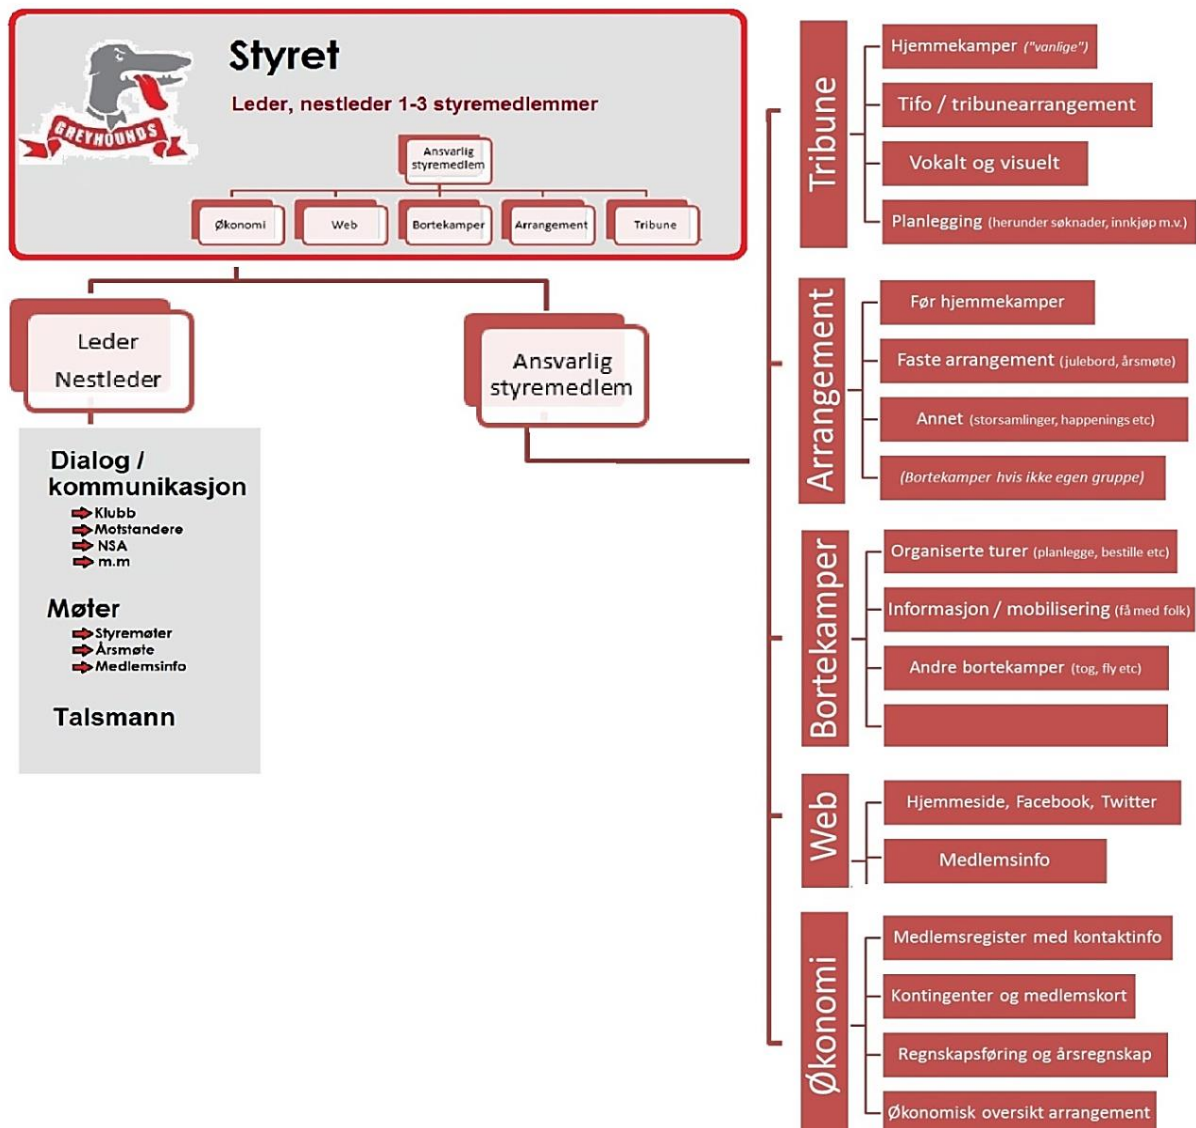 Styret
Leder, nestleder 1-3 styremedlemmer
GREYHOUNDS
Ansvarlig
styremedlem
Økonomi
Web
Bortekamper
Arrangement
Tribune
Leder
Nestleder
Ansvarlig
styremedlem
Dialog /
kommunikasjon
Klubb
Motstandere
NSA
m.m
Møter
Styremøter
Årsmøte
Medlemsinfo
Talsmann
Tribune
Hjemmekamper ("vanlige")
Tifo / tribunearrangement
Vokalt og visuelt
Planlegging (herunder søknader, innkjøp m.v.)
Arrangement
Før hjemmekamper
Faste arrangement (julebord, årsmøte)
Annet (storsamlinger, happenings etc)
(Bortekamper hvis ikke egen gruppe)
Bortekamper
Organiserte turer (planlegge, bestille etc)
Informasjon / mobilisering (få med folk)
Andre bortekamper (tog, fly etc)
Web
Hjemmeside, Facebook, Twitter
Medlemsinfo
Økonomi
Medlemsregister med kontaktinfo
Kontingenter og medlemskort
Regnskapsføring og årsregnskap
Økonomisk oversikt arrangement